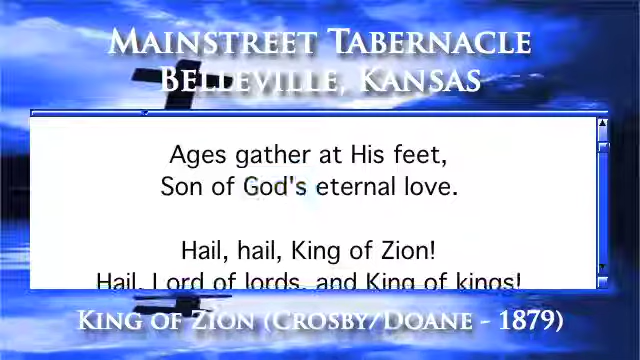 Mainstreet Tabernacle
Belleville, Kansas
Ages gather at His feet,
Son of God's eternal love.
Hail, hail, King of Zion!
Hail, Lord of lords, and King of kings!
King of Zion (Crosby/Doane - 1879)